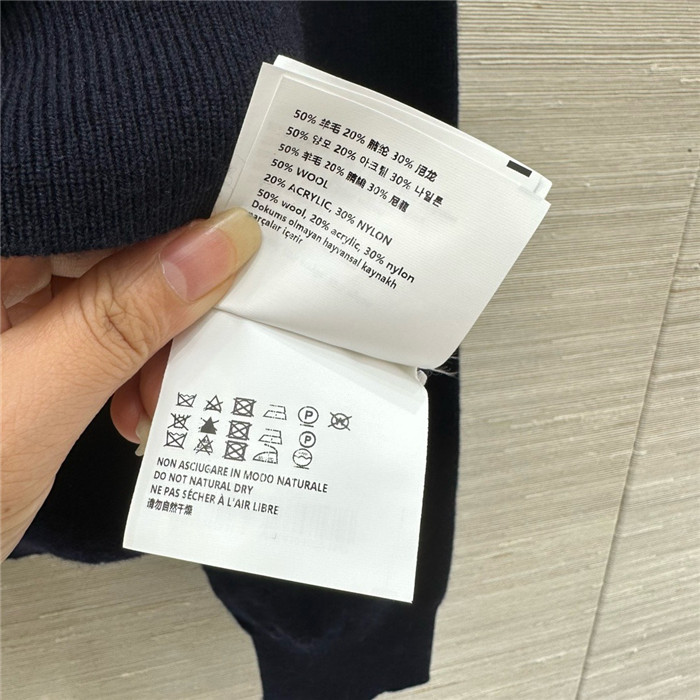 50% 羊毛 20% 腈纶 30% 尼龙
50% 양모 20% 아크릴 30% 나일론
50% 羊毛 20% 腈綸 30% 尼龍
50% WOOL
20% ACRYLIC, 30% NYLON
50% wool, 20% acrylic, 30% nylon
Dokums olmayan hayvansal kaynakh
marçalar içerir
P
P
NON ASCIUGARE IN MODO NATURALE
DO NOT NATURAL DRY
NE PAS SÉCHER À L'AIR LIBRE
请勿自然干燥